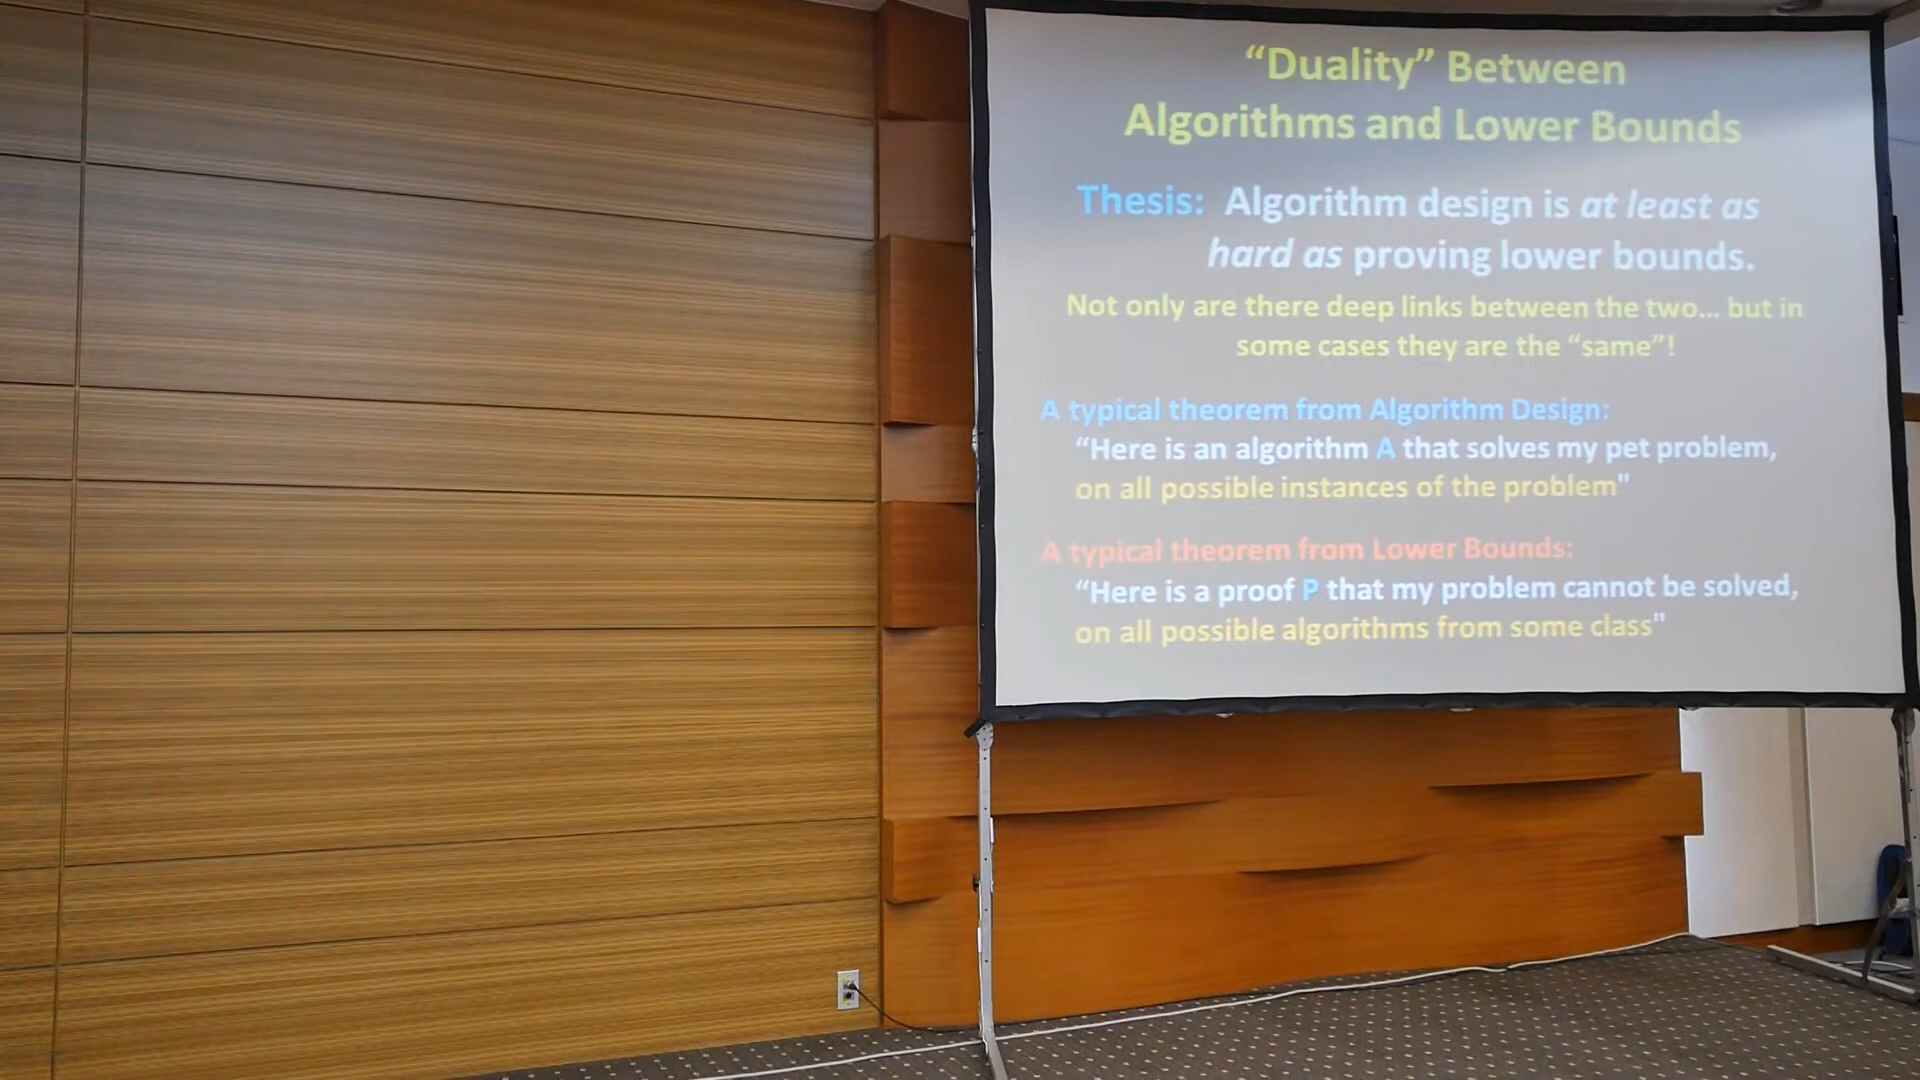 “Duality” Between
Algorithms and Lower Bounds
Thesis: Algorithm design is at least as
hard as proving lower bounds.
Not only are there deep links between the two... but in
some cases they are the “same”!
A typical theorem from Algorithm Design:
“Here is an algorithm A that solves my pet problem,
on all possible instances of the problem"
A typical theorem from Lower Bounds:
“Here is a proof P that my problem cannot be solved,
on all possible algorithms from some class"